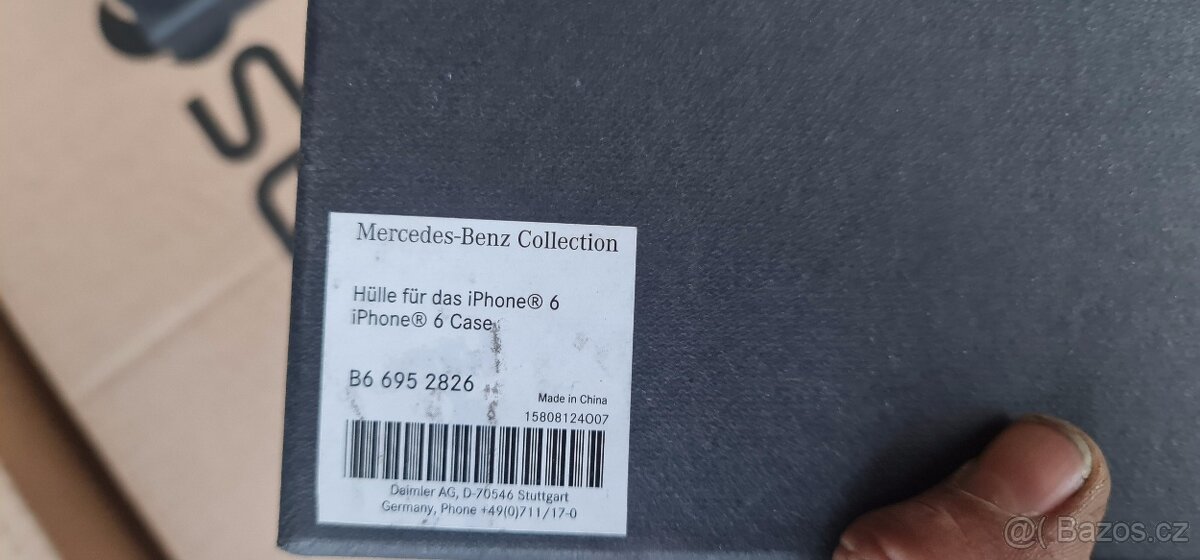 Mercedes-Benz Collection
Hülle für das iPhone® 6
iPhone® 6 Case
B6 695 2826
Made in China
15808124007
Daimler AG, D-70546 Stuttgart
Germany, Phone +49(0)711/17-0
@( Bazos.cz